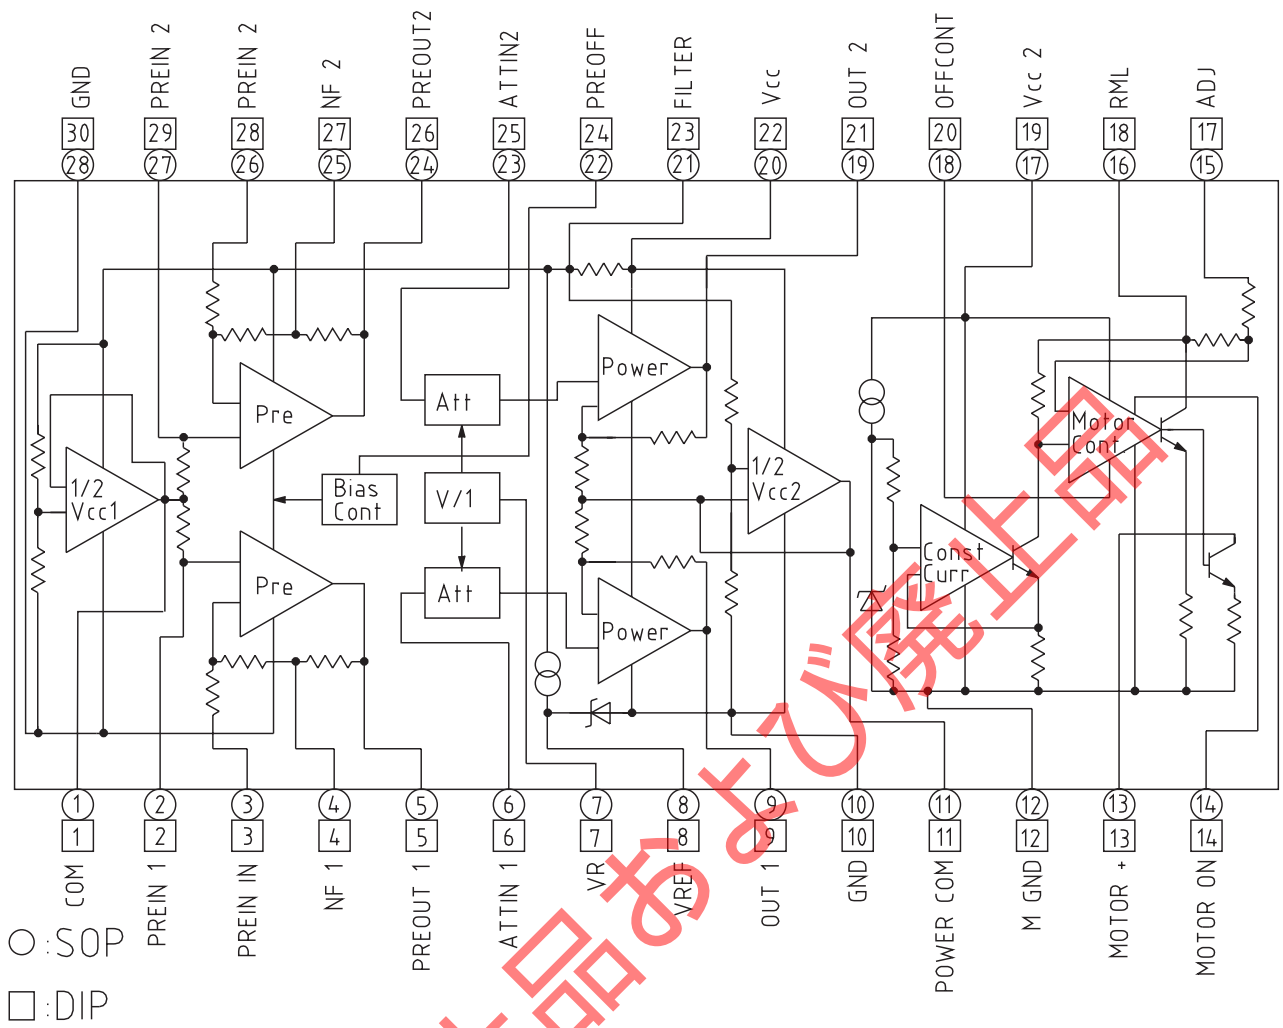 GND PREIN 2 PREIN 2 NF 2 PREOUT2 ATTIN2 PREOFF FILTER Vcc OUT 2 OFFCONT Vcc 2 RML ADJ
30 29 28 27 26 25 24 23 22 21 20 19 18 17
28 27 26 25 24 23 22 21 20 19 18 17 16 15
Power
Att
Pre
Motor
Cont.
1/2
Vcc1
Bias
Cont
V/1
1/2
Vcc2
Const
Curr
Pre
Att
Power
1 2 3 4 5 6 7 8 9 10 11 12 13 14
1 2 3 4 5 6 7 8 9 10 11 12 13 14
COM PREIN 1 PREIN IN NF 1 PREOUT 1 ATTIN 1 VR VREF OUT 1 GND POWER COM M GND MOTOR + MOTOR ON
○:SOP
□:DIP
品および廃止品